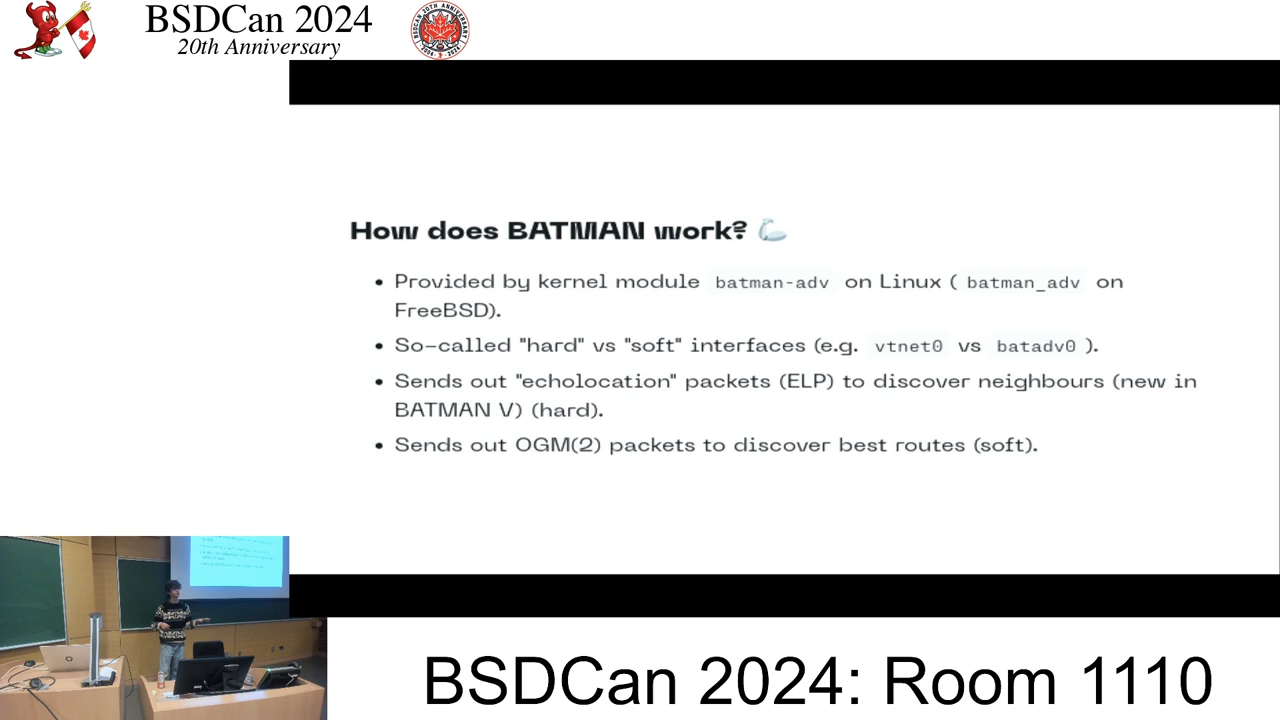 BSDCan 2024
20th Anniversary
How does BATMAN work?
Provided by kernel module batman-adv on Linux ( batman_adv on
FreeBSD).
So-called "hard" vs "soft" interfaces (e.g. vtnet0 vs batadv0 ).
Sends out "echolocation" packets (ELP) to discover neighbours (new in
BATMAN V) (hard).
Sends out OGM(2) packets to discover best routes (soft).
BSDCan 2024: Room 1110